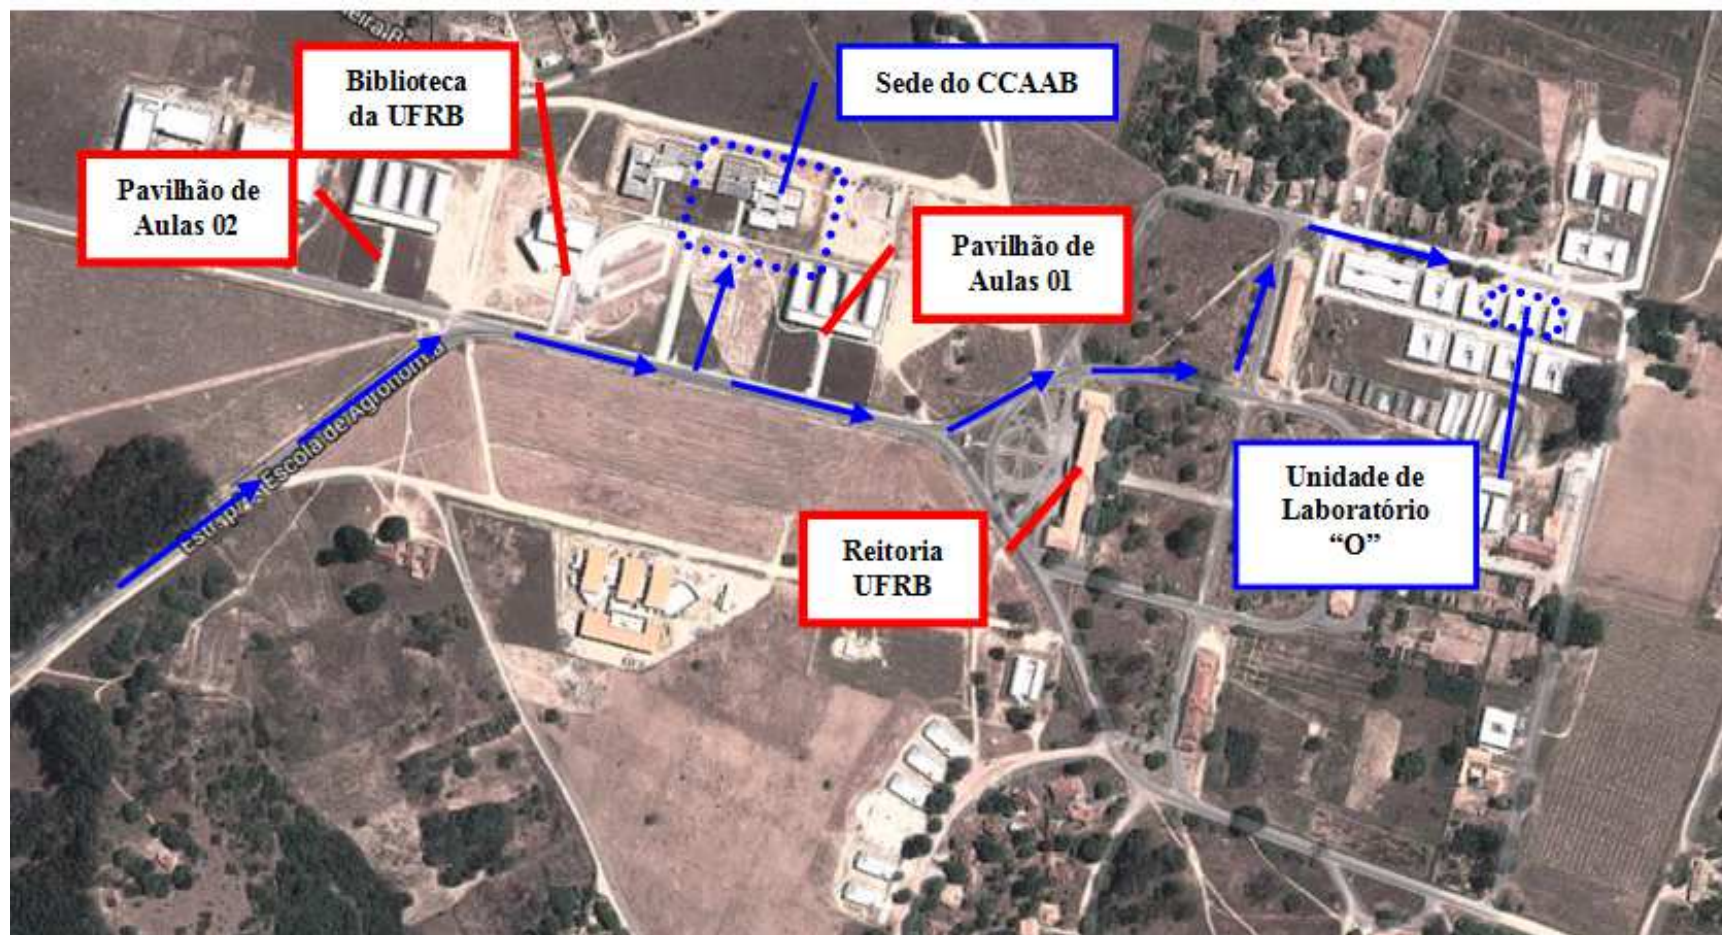 Biblioteca
da UFRB
Sede do CCAAB
Pavilhão de
Aulas 02
Pavilhão de
Aulas 01
Escola de Agronomia
Unidade de
Laboratório
“O”
Reitoria
UFRB